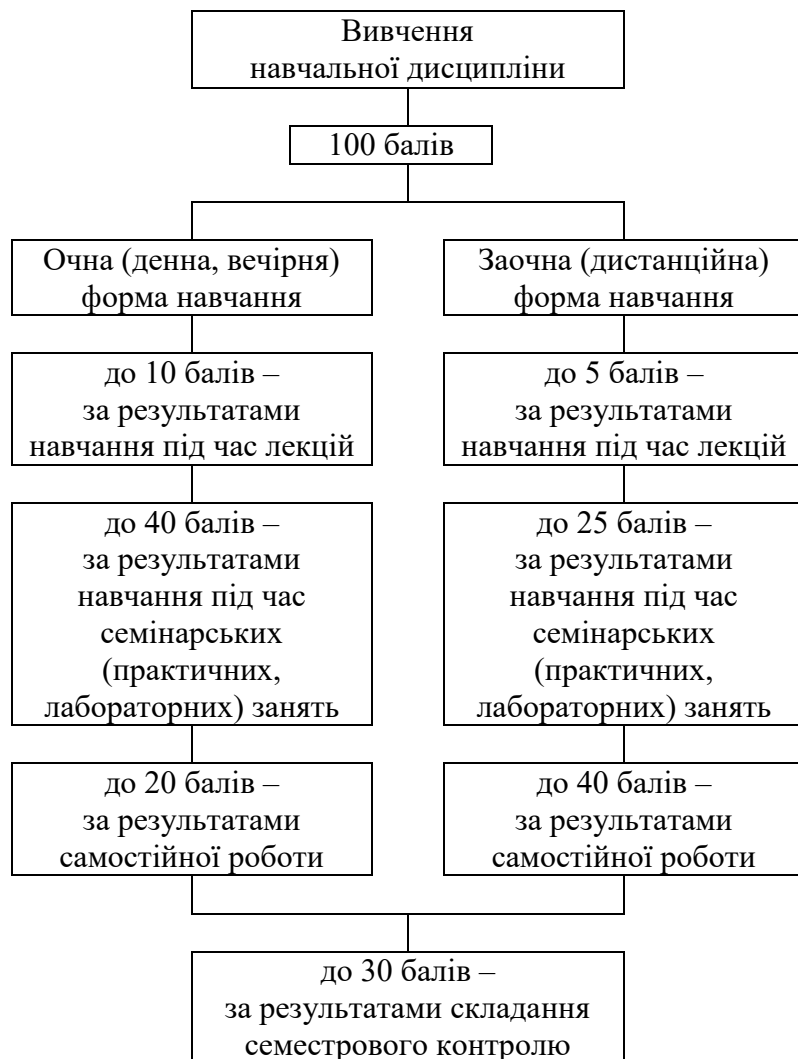 Вивчення
навчальної дисципліни
100 балів
Очна (денна, вечірня)
форма навчання
до 10 балів –
за результатами
навчання під час лекцій
до 40 балів –
за результатами
навчання під час
семінарських
(практичних,
лабораторних) занять
до 20 балів –
за результатами
самостійної роботи
Заочна (дистанційна)
форма навчання
до 5 балів –
за результатами
навчання під час лекцій
до 25 балів –
за результатами
навчання під час
семінарських
(практичних,
лабораторних) занять
до 40 балів –
за результатами
самостійної роботи
до 30 балів –
за результатами складання
семестрового контролю